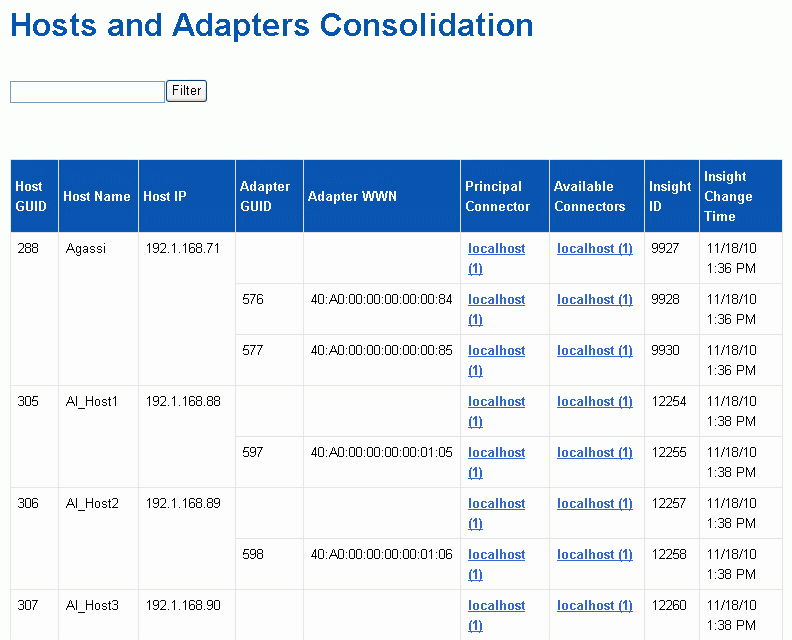 Hosts and Adapters Consolidation
Filter
Host GUID Host Name Host IP Adapter GUID Adapter WWN Principal Connector Available Connectors Insight ID Insight Change Time
288 Agassi 192.1.168.71 localhost (1) localhost (1) 9927 11/18/10 1:36 PM
576 40:A0:00:00:00:00:00:84 localhost (1) localhost (1) 9928 11/18/10 1:36 PM
577 40:A0:00:00:00:00:00:85 localhost (1) localhost (1) 9930 11/18/10 1:36 PM
305 AI_Host1 192.1.168.88 localhost (1) localhost (1) 12254 11/18/10 1:38 PM
597 40:A0:00:00:00:00:01:05 localhost (1) localhost (1) 12255 11/18/10 1:38 PM
306 AI_Host2 192.1.168.89 localhost (1) localhost (1) 12257 11/18/10 1:38 PM
598 40:A0:00:00:00:00:01:06 localhost (1) localhost (1) 12258 11/18/10 1:38 PM
307 AI_Host3 192.1.168.90 localhost (1) localhost (1) 12260 11/18/10 1:38 PM